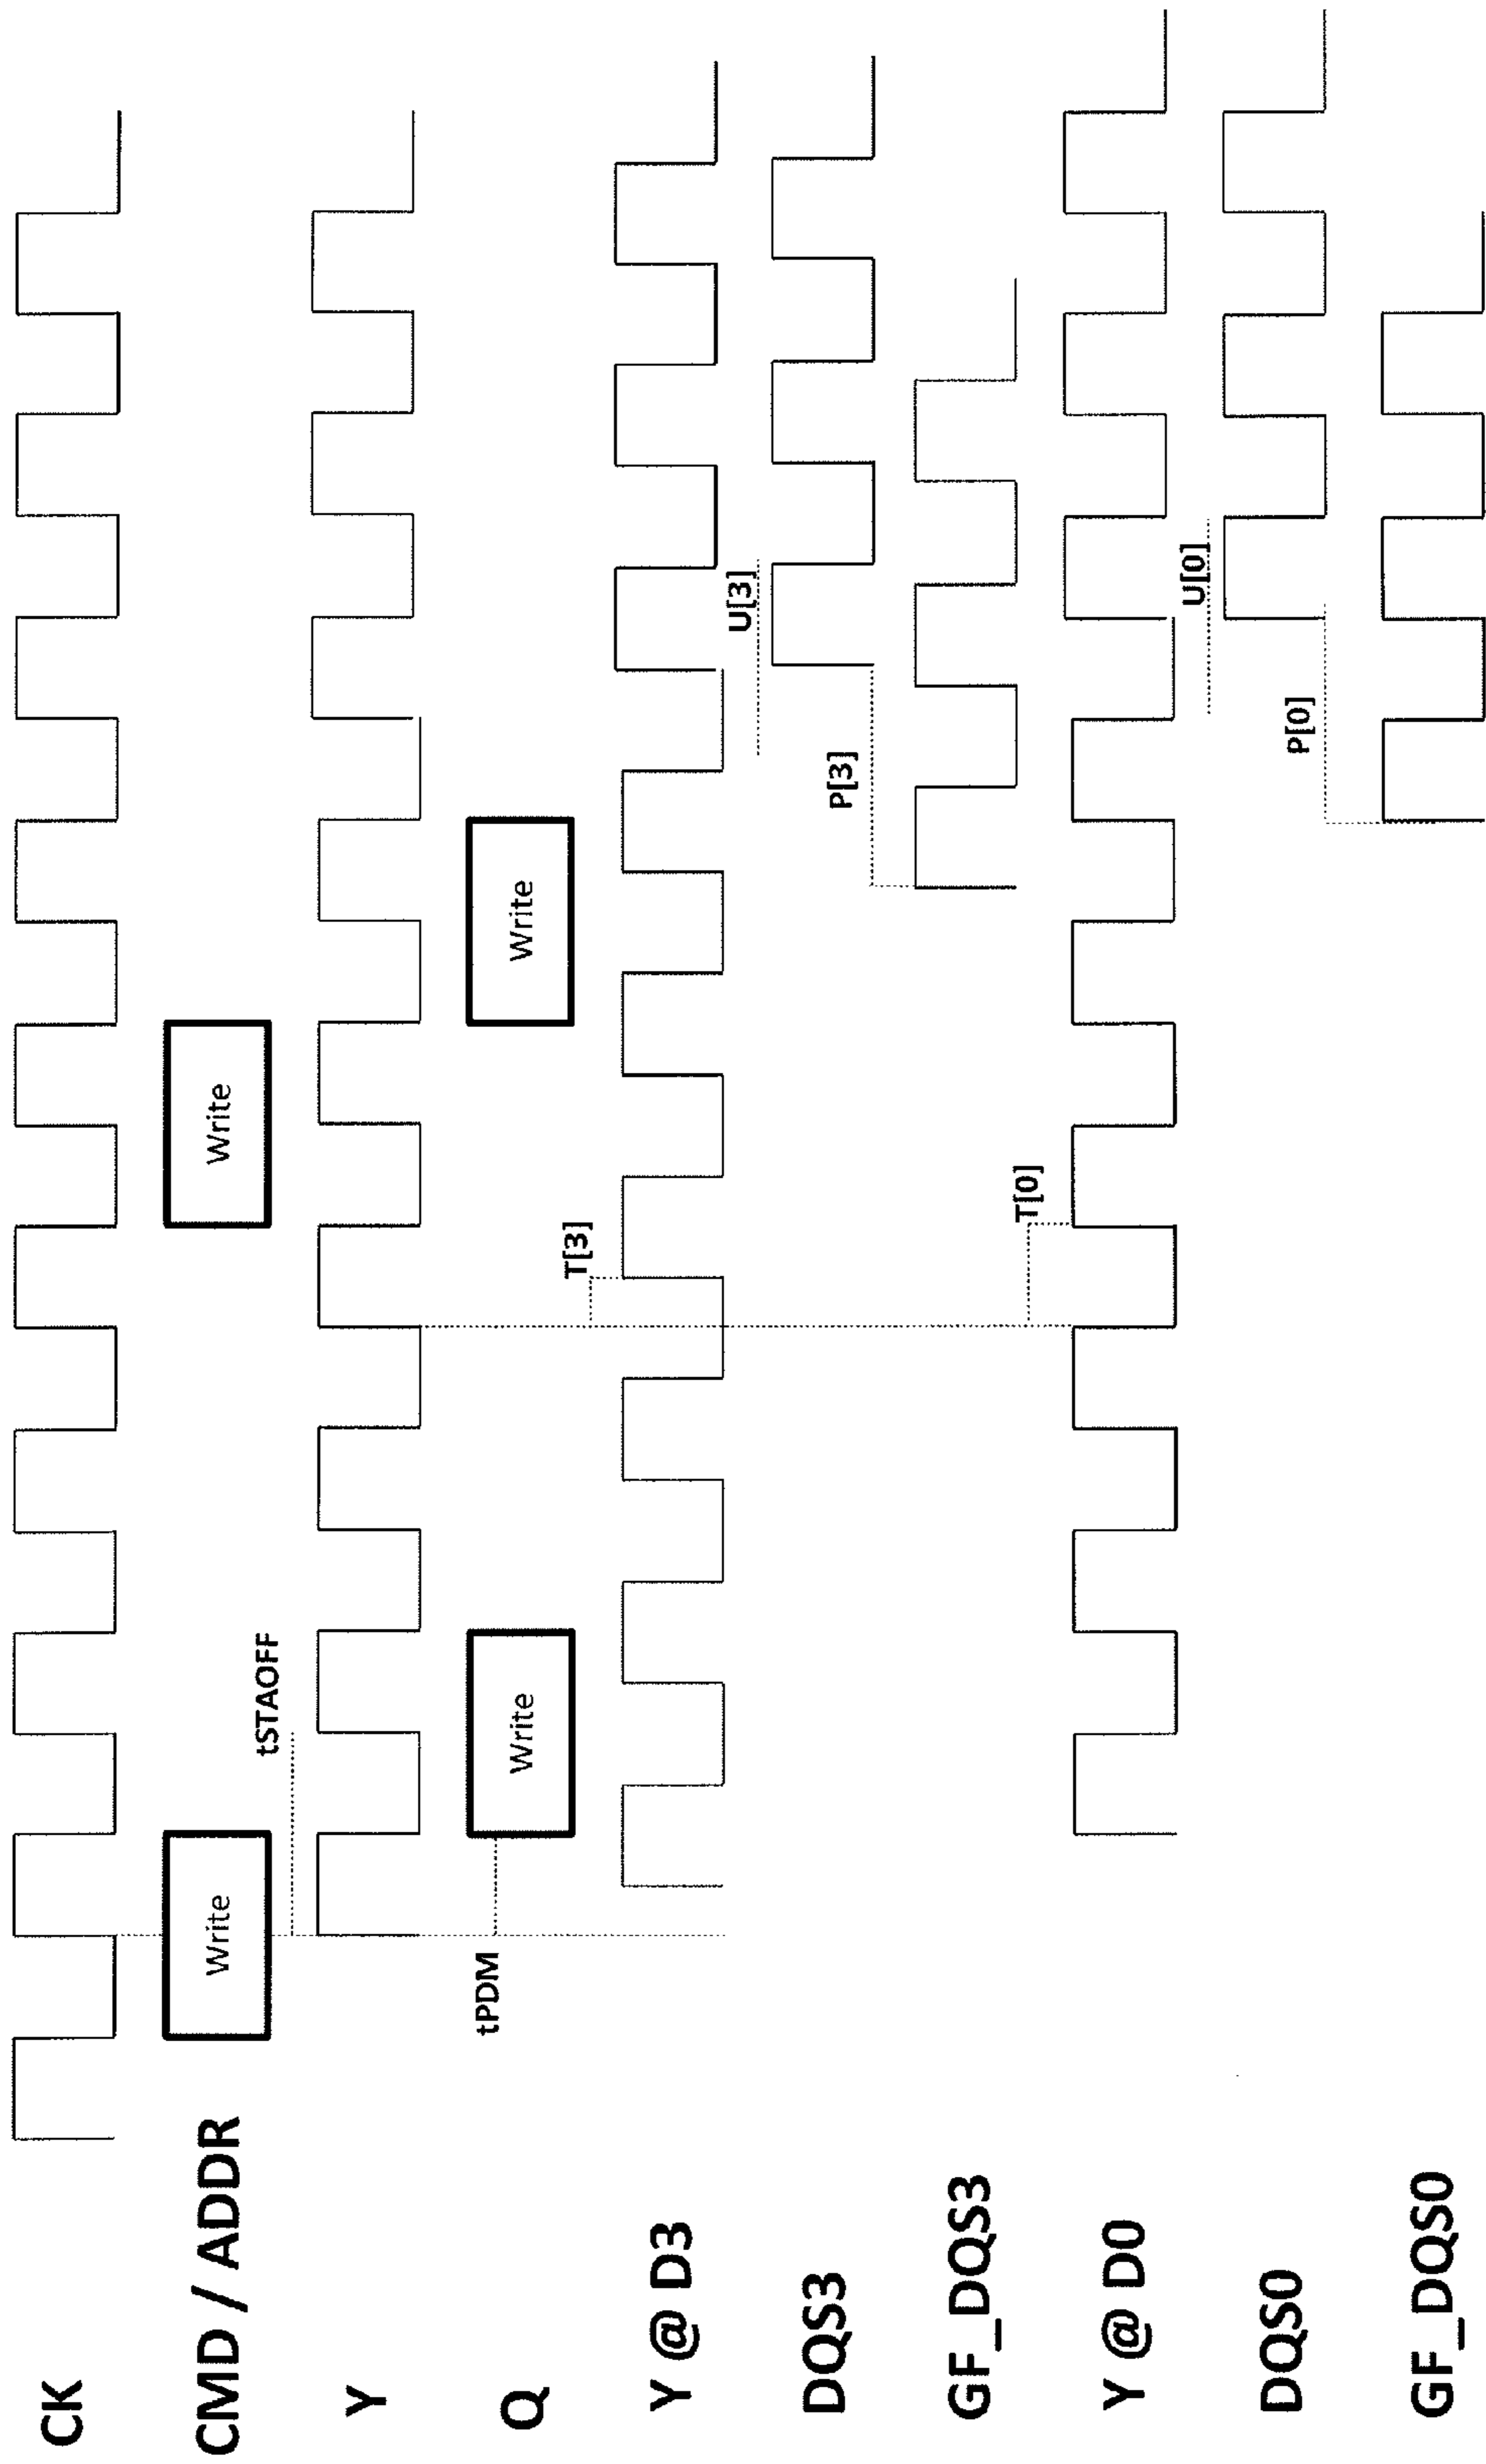 CK
CMD / ADDR
Write
Write
tSTAOFF
Y
Q
tPDM
Write
Write
Y @ D3
T[3]
DQS3
U[3]
GF_DQS3
P[3]
Y @ D0
T[0]
DQS0
U[0]
GF_DQS0
P[0]